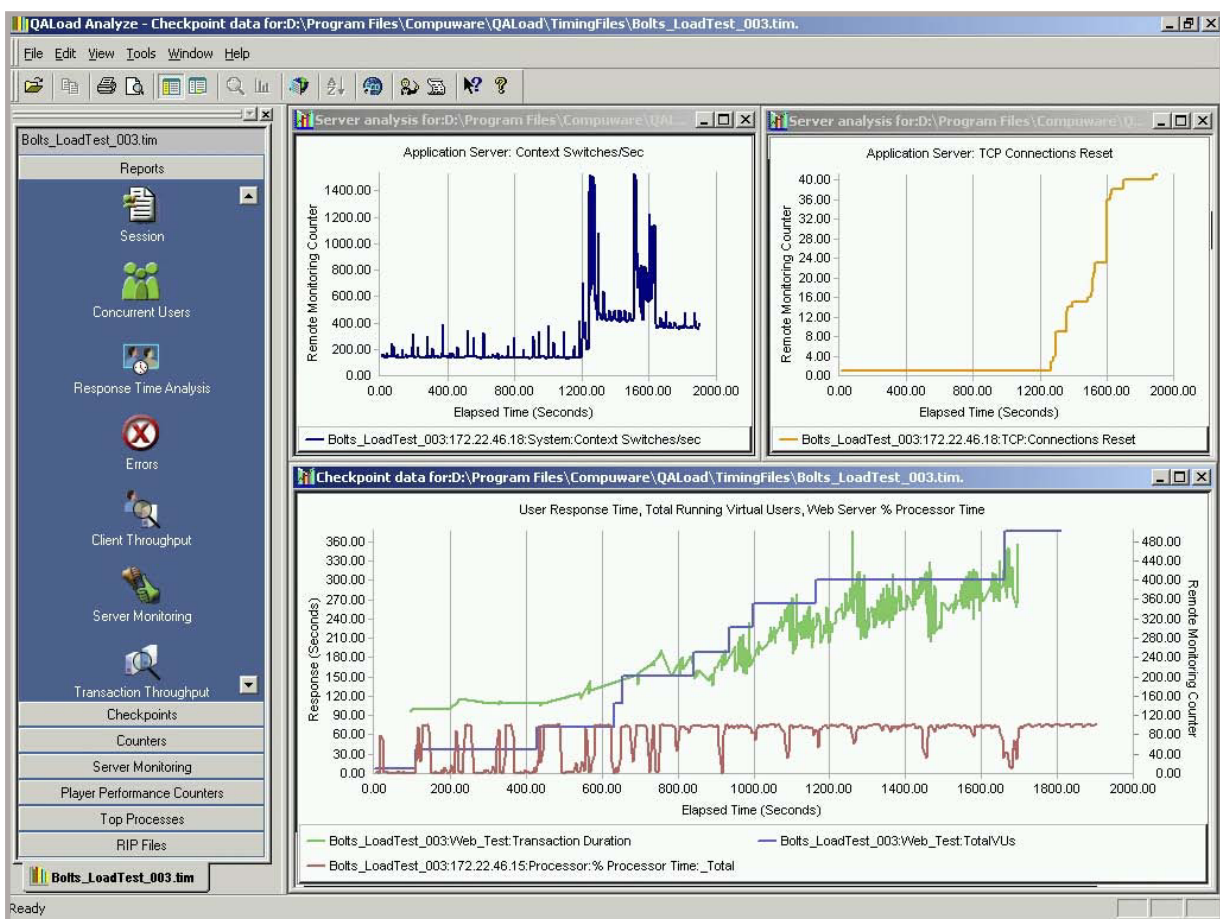 QALoad Analyze - Checkpoint data for:D:\Program Files\Compuware\QALoad\TimingFiles\Bolts_LoadTest_003.tim.
File Edit View Tools Window Help
Bolts_LoadTest_003.tim
Reports
Session
Concurrent Users
Response Time Analysis
Errors
Client Throughput
Server Monitoring
Transaction Throughput
Checkpoints
Counters
Server Monitoring
Player Performance Counters
Top Processes
RIP Files
Bolts_LoadTest_003.tim
Ready
Server analysis for:D:\Program Files\Compuware\QAL...
Application Server: Context Switches/Sec
Remote Monitoring Counter
1400.00
1200.00
1000.00
800.00
600.00
400.00
200.00
0.00
0.00 400.00 800.00 1200.00 1600.00 2000.00
Elapsed Time (Seconds)
Bolts_LoadTest_003:172.22.46.18:System:Context Switches/sec
Server analysis for:D:\Program Files\Compuware\Q...
Application Server: TCP Connections Reset
Remote Monitoring Counter
40.00
36.00
32.00
28.00
24.00
20.00
16.00
12.00
8.00
4.00
0.00
0.00 400.00 800.00 1200.00 1600.00 2000.00
Elapsed Time (Seconds)
Bolts_LoadTest_003:172.22.46.18:TCP:Connections Reset
Checkpoint data for:D:\Program Files\Compuware\QALoad\TimingFiles\Bolts_LoadTest_003.tim.
User Response Time, Total Running Virtual Users, Web Server % Processor Time
Response (Seconds)
360.00
330.00
300.00
270.00
240.00
210.00
180.00
150.00
120.00
90.00
60.00
30.00
0.00
480.00
440.00
400.00
360.00
320.00
280.00
240.00
200.00
160.00
120.00
80.00
40.00
0.00
Remote Monitoring Counter
0.00 200.00 400.00 600.00 800.00 1000.00 1200.00 1400.00 1600.00 1800.00 2000.00
Elapsed Time (Seconds)
Bolts_LoadTest_003:Web_Test:Transaction Duration
Bolts_LoadTest_003:Web_Test:TotalVUs
Bolts_LoadTest_003:172.22.46.15:Processor:% Processor Time:_Total